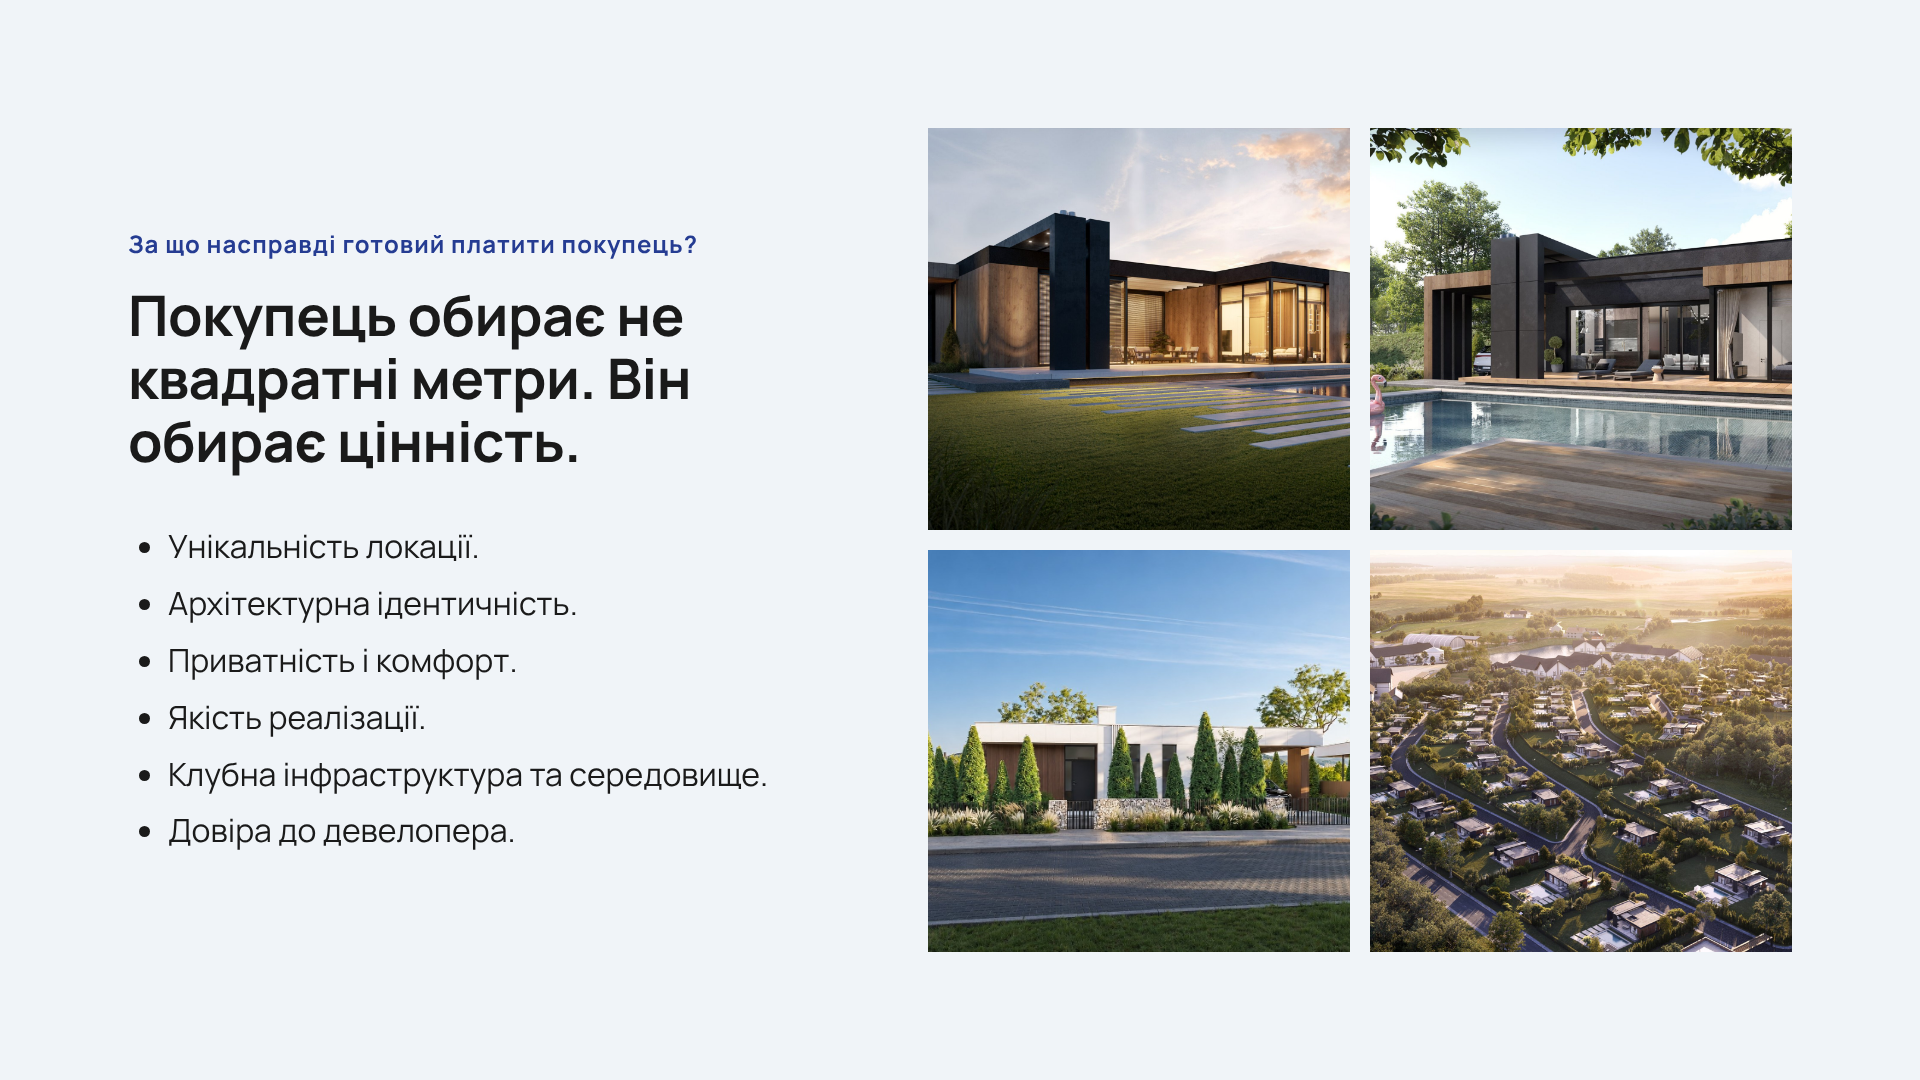 За що насправді готовий платити покупець?
Покупець обирає не
квадратні метри. Він
обирає цінність.
• Унікальність локації.
• Архітектурна ідентичність.
• Приватність і комфорт.
• Якість реалізації.
• Клубна інфраструктура та середовище.
• Довіра до девелопера.